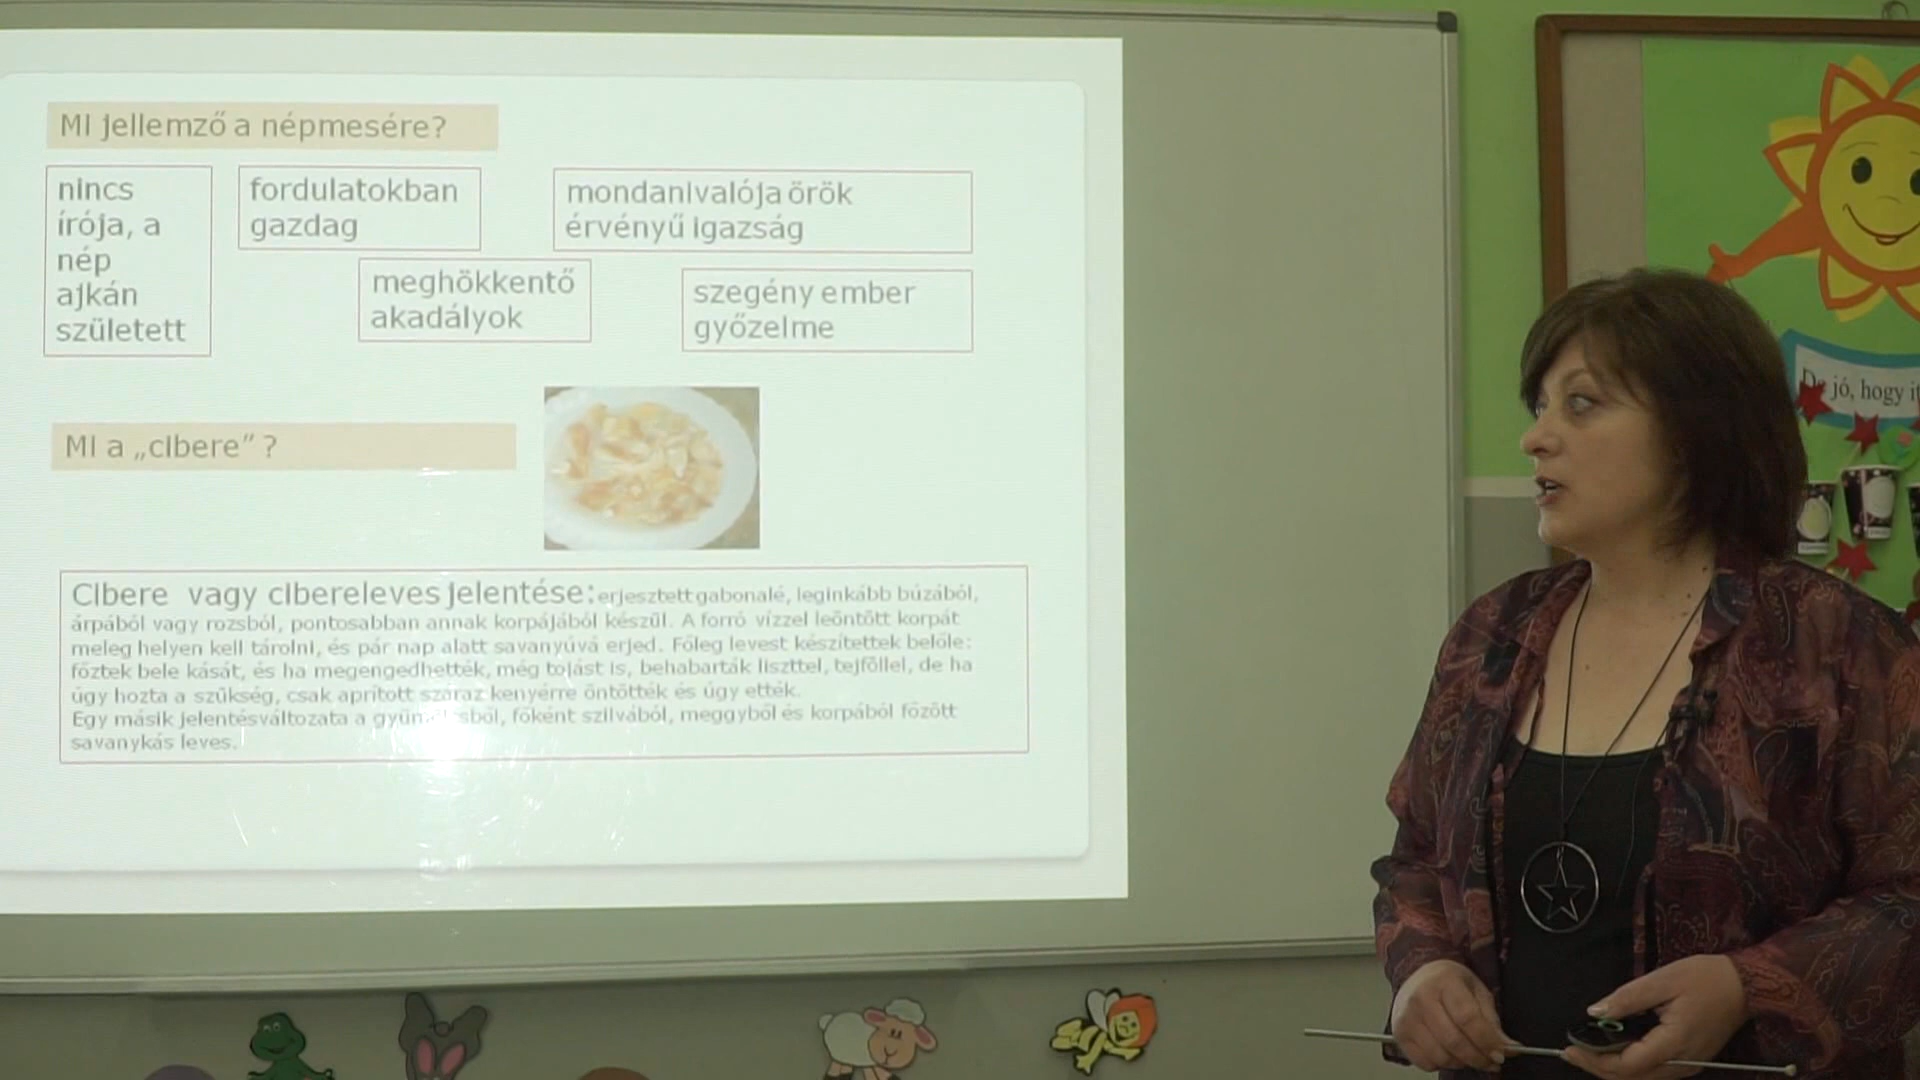 Mi jellemző a népmesére?
nincs
írója, a
nép
ajkán
született
fordulatokban
gazdag
mondanivalója örök
érvényű igazság
meghökkentő
akadályok
szegény ember
győzelme
Mi a „cibere” ?
Cibere vagy cibereleves jelentése: erjesztett gabonalé, leginkább búzából,
árpából vagy rozsból, pontosabban annak korpájából készül. A forró vízzel leöntött korpát
meleg helyen kell tárolni, és pár nap alatt savanyúvá erjed. Főleg levest készítettek belőle:
főztek bele kását, és ha megengedhették, még tojást is, behabarták liszttel, tejföllel, de ha
úgy hozta a szükség, csak aprított száraz kenyérre öntötték és úgy ették.
Egy másik jelentésváltozata a főként szilvából, meggyből és korpából főzött
savanykás leves.
De jó, hogy